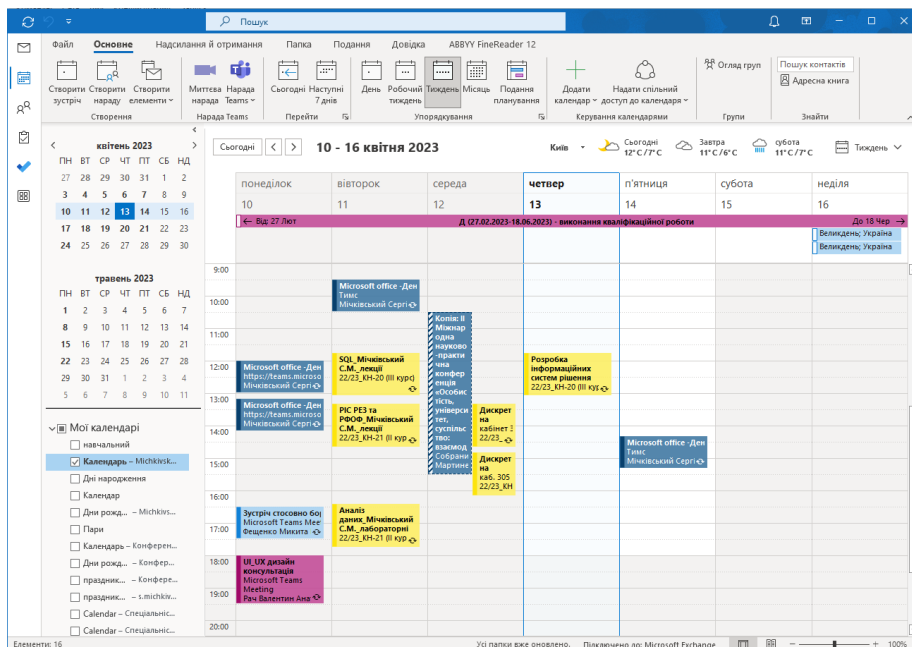 Пошук
Файл Основне Надсилання й отримання Папка Подання Довідка ABBYY FineReader 12
Створити зустріч
Створити нараду
Створити елементи
Миттєва нарада
Нарада Teams
Сьогодні
Наступні 7 днів
День
Робочий тиждень
Тиждень
Місяць
Подання планування
Додати календар
Надати спільний доступ до календаря
Огляд груп
Пошук контактів
Адресна книга
Створення Нарада Teams Перейти Упорядкування Керування календарями Групи Знайти
квітень 2023
ПН ВТ СР ЧТ ПТ СБ НД
27 28 29 30 31 1 2
3 4 5 6 7 8 9
10 11 12 13 14 15 16
17 18 19 20 21 22 23
24 25 26 27 28 29 30
травень 2023
ПН ВТ СР ЧТ ПТ СБ НД
1 2 3 4 5 6 7
8 9 10 11 12 13 14
15 16 17 18 19 20 21
22 23 24 25 26 27 28
29 30 31 1 2 3 4
5 6 7 8 9 10 11
Мої календарі
навчальний
Календарь – Michkivsk...
Дні народження
Календар
Дни рожд... – Michkivs...
Пари
Календарь – Конферен...
Дни рожд... – Конфер...
праздник... – Конфере...
праздник... – s.michkiv...
Calendar – Спеціальніс...
Calendar – Спеціальніс...
Сьогодні 10 - 16 квітня 2023 Київ
Сьогодні
12°C/7°C
Завтра
11°C/6°C
субота
11°C/7°C
Тиждень
понеділок вівторок середа четвер п'ятниця субота неділя
10 11 12 13 14 15 16
Від: 27 Лют Д (27.02.2023-18.06.2023) - виконання кваліфікаційної роботи До 18 Чер
Великдень; Україна
Великдень; Україна
9:00
10:00
11:00
12:00
13:00
14:00
15:00
16:00
17:00
18:00
19:00
20:00
Microsoft office -Ден
https://teams.microso
Мічківський Сергі
Microsoft office -Ден
https://teams.microso
Мічківський Сергі
Зустріч стосовно бо
Microsoft Teams Mee
Фещенко Микита
UI_UX дизайн
консультація
Microsoft Teams
Meeting
Рач Валентин Ана
Microsoft office -Ден
Тимс
Мічківський Сергі
SQL_Мічківський
С.М._лекції
22/23_КН-20 (ІІІ курс)
РІС РЕЗ та
РФОФ_Мічківський
С.М._лекції
22/23_КН-21 (ІІ кур
Аналіз
даних_Мічківський
С.М._лабораторні
22/23_КН-21 (ІІ кур
Копія: ІІ
Міжнар
одна
науково
-практи
чна
конфер
енція
«Особис
тість,
універси
тет,
суспільс
тво:
взаємод
Собрани
Мартине
Дискрет
на
кабінет
22/23_
Дискрет
на
каб. 305
22/23_КН
Розробка
інформаційних
систем рішення
22/23_КН-20 (ІІІ кур
Microsoft office -Ден
Тимс
Мічківський Сергі
Елементи: 16 Усі папки вже оновлено. Підключено до: Microsoft Exchange 100%